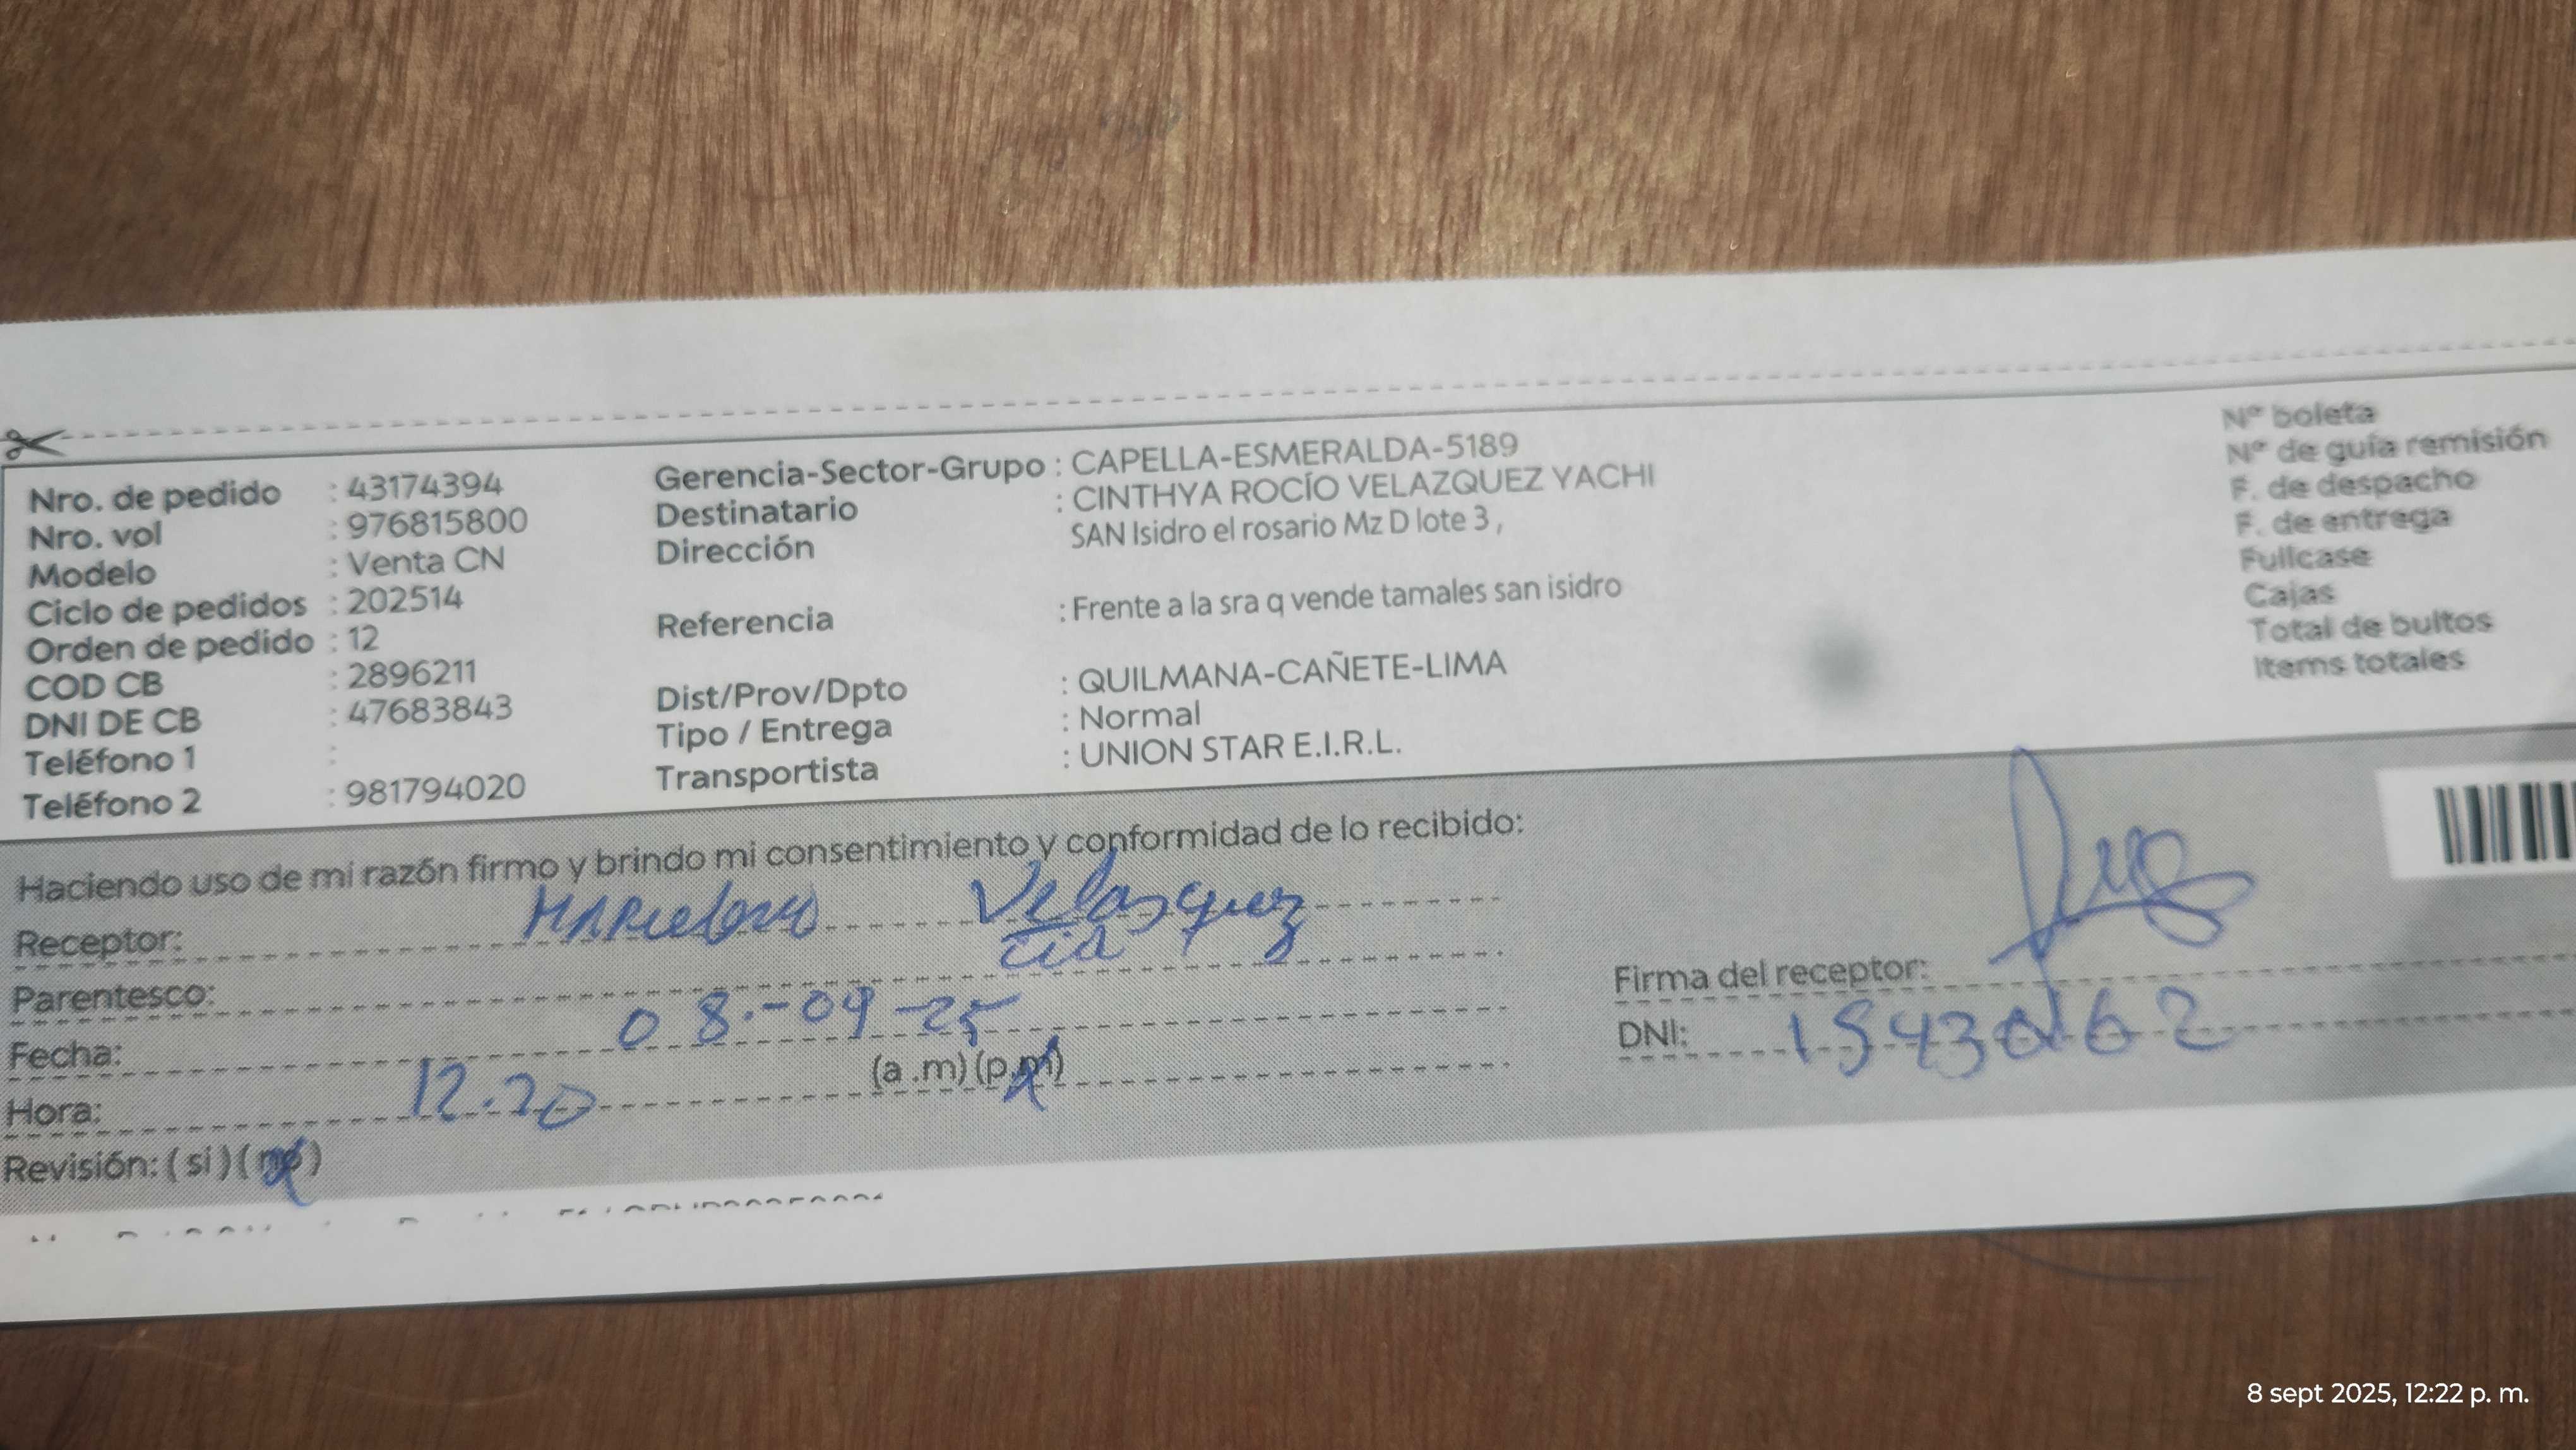 Nro. de pedido : 43174394
Nro. vol : 976815800
Modelo : Venta CN
Ciclo de pedidos : 202514
Orden de pedido : 12
COD CB : 2896211
DNI DE CB : 47683843
Teléfono 1 :
Teléfono 2 : 981794020
Gerencia-Sector-Grupo : CAPELLA-ESMERALDA-5189
Destinatario : CINTHYA ROCÍO VELAZQUEZ YACHI
Dirección SAN Isidro el rosario Mz D lote 3 ,
Referencia : Frente a la sra q vende tamales san isidro
Dist/Prov/Dpto : QUILMANA-CAÑETE-LIMA
Tipo / Entrega : Normal
Transportista : UNION STAR E.I.R.L.
Nº boleta
Nº de guía remisión
F. de despacho
F. de entrega
Fullcase
Cajas
Total de bultos
Items totales
Haciendo uso de mi razón firmo y brindo mi consentimiento y conformidad de lo recibido:
Receptor: Velasquez
Parentesco: tia
Fecha: 08-09-25
Hora: 12.20 (a .m) (p.m)
Revisión: ( si ) ( no )
Firma del receptor:
DNI:
8 sept 2025, 12:22 p. m.